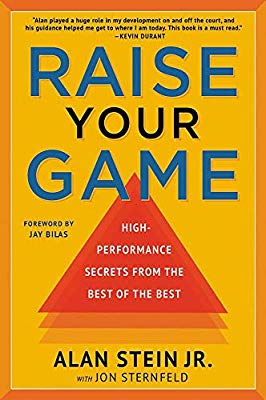 "Alan played a huge role in my development on and off the court, and
his guidance helped me get to where I am today. This book is a must read."
—KEVIN DURANT
RAISE
YOUR
GAME
FOREWORD BY
JAY BILAS
HIGH-
PERFORMANCE
SECRETS FROM THE
BEST OF THE BEST
ALAN STEIN JR.
WITH JON STERNFELD